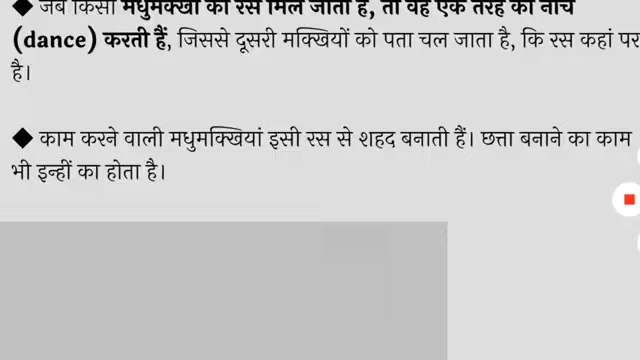 ◆ जब किसी मधुमक्खी को रस मिल जाता है, तो वह एक तरह का नाच
(dance) करती हैं, जिससे दूसरी मक्खियों को पता चल जाता है, कि रस कहां पर
है।
◆ काम करने वाली मधुमक्खियां इसी रस से शहद बनाती हैं। छत्ता बनाने का काम
भी इन्हीं का होता है।